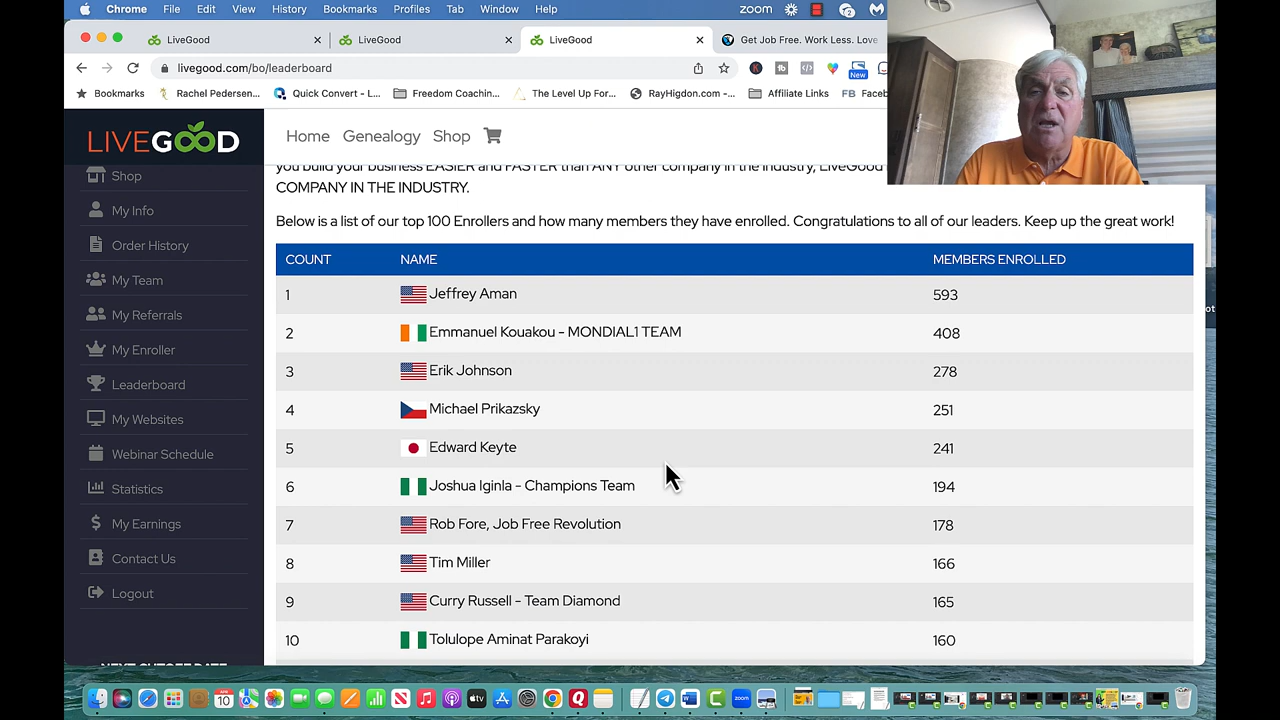 Chrome File Edit View History Bookmarks Profiles Tab Window Help zoom 2
LiveGood LiveGood LiveGood Get Job Free. Work Less. Love
livegood.com/bo/leaderboard New
Bookmarks Rachel Pedersen... Quick Convert - L... Freedom Coachin... The Level Up For... RayHigdon.com -... Affiliate Links FB Faceb
LIVEGOOD Home Genealogy Shop
you build your business EASIER and FASTER than ANY other company in the industry, LiveGood
COMPANY IN THE INDUSTRY.
Below is a list of our top 100 Enrollers and how many members they have enrolled. Congratulations to all of our leaders. Keep up the great work!
Shop
My Info
Order History
My Team
My Referrals
My Enroller
Leaderboard
My Websites
Webinar Schedule
Statistics
My Earnings
Contact Us
Logout
COUNT NAME MEMBERS ENROLLED
1 Jeffrey 593
2 Emmanuel Kouakou - MONDIAL1 TEAM 408
3 Erik Johnson 278
4 Michael 251
5 Edward 241
6 Joshua - Champions Team
7 Rob Fore, Job Free Revolution 178
8 Tim Miller
9 Curry Russell - Team Diamond 165
10 Tolulope Parakoyi
APR
10
tv
zoom